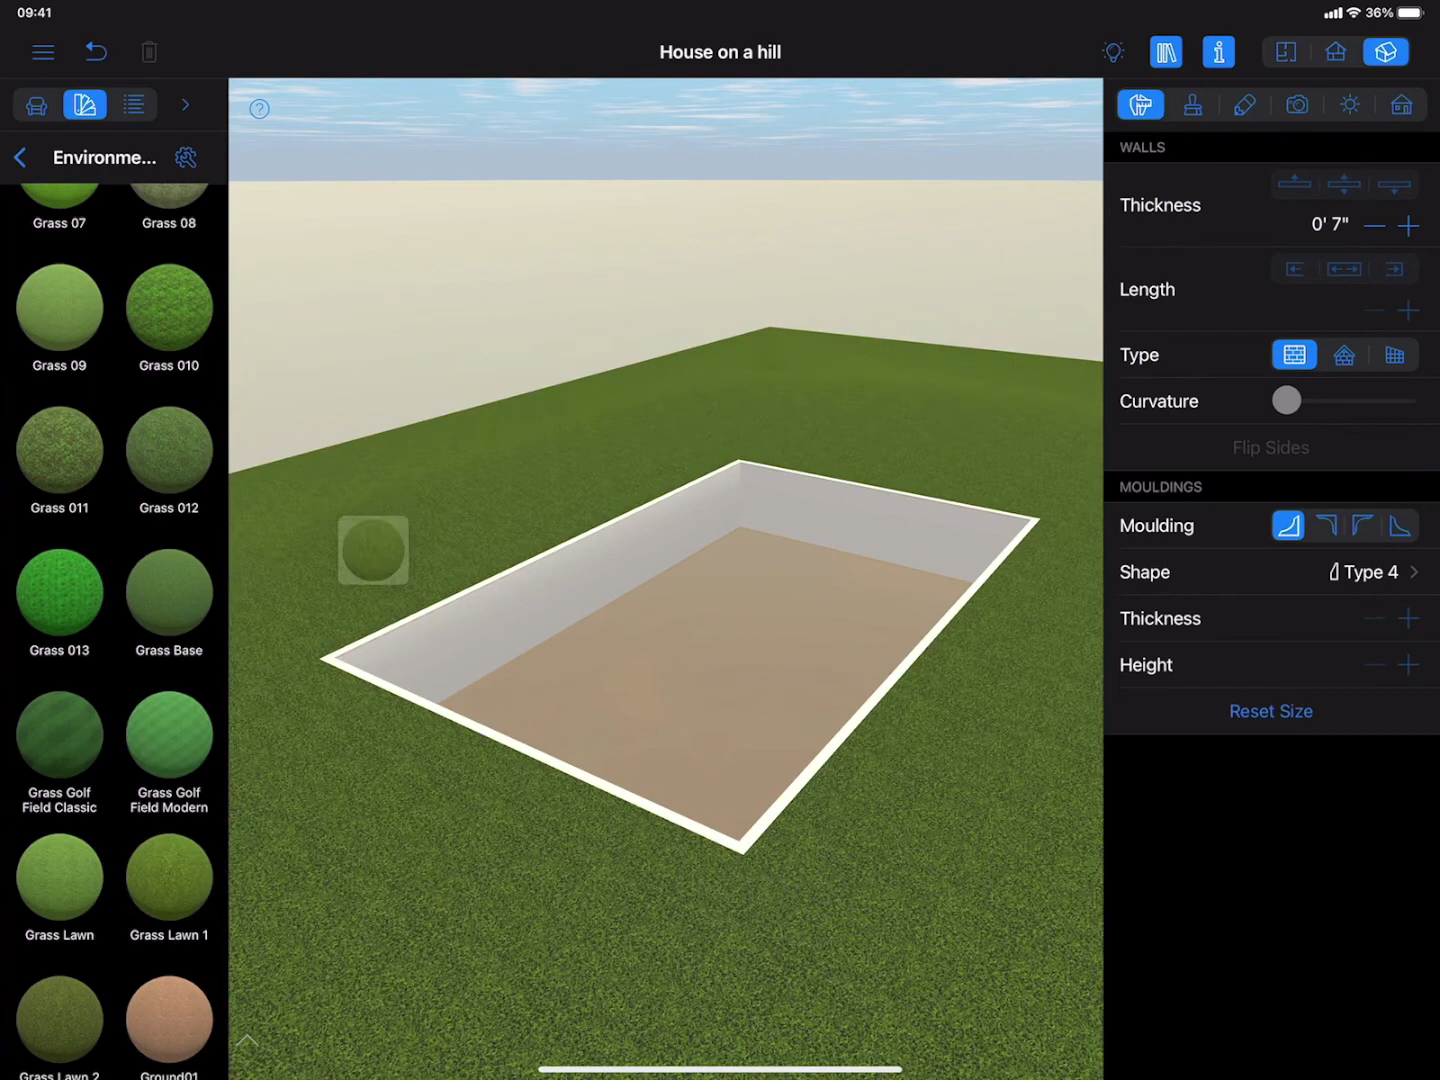 09:41
36%
House on a hill
?
Environme...
WALLS
Grass 07
Grass 08
Thickness
0' 7"
Length
Grass 09
Grass 010
Type
Curvature
Flip Sides
MOULDINGS
Grass 011
Grass 012
Moulding
Shape
Type 4
Thickness
Grass 013
Grass Base
Height
Reset Size
Grass Golf
Field Classic
Grass Golf
Field Modern
Grass Lawn
Grass Lawn 1
Grass Lawn 2
Ground01